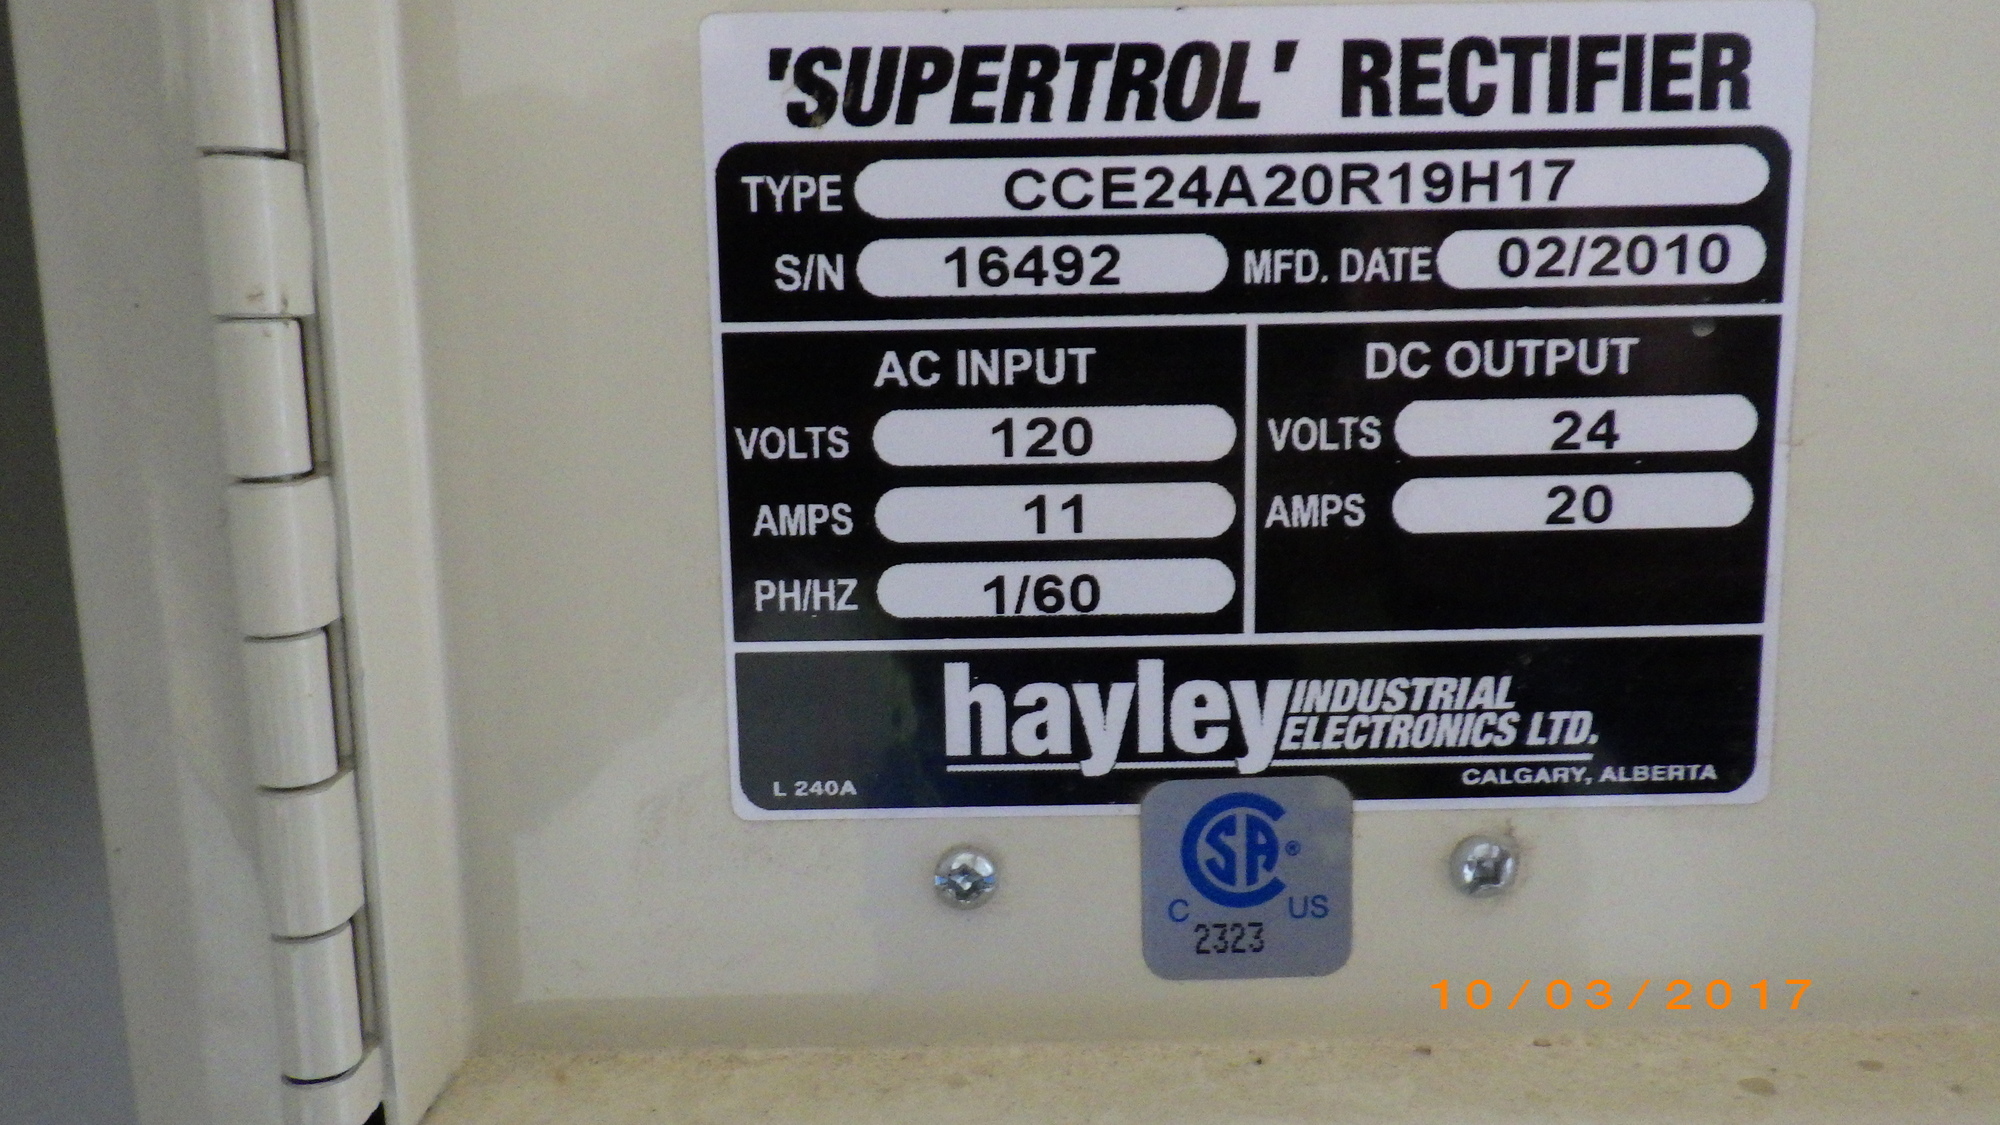 'SUPERTROL' RECTIFIER
TYPE CCE24A20R19H17
S/N 16492 MFD. DATE 02/2010
AC INPUT
VOLTS 120
AMPS 11
PH/HZ 1/60
DC OUTPUT
VOLTS 24
AMPS 20
hayley INDUSTRIAL
ELECTRONICS LTD.
L 240A
CALGARY, ALBERTA
CSA ®
C US
2323
10/03/2017